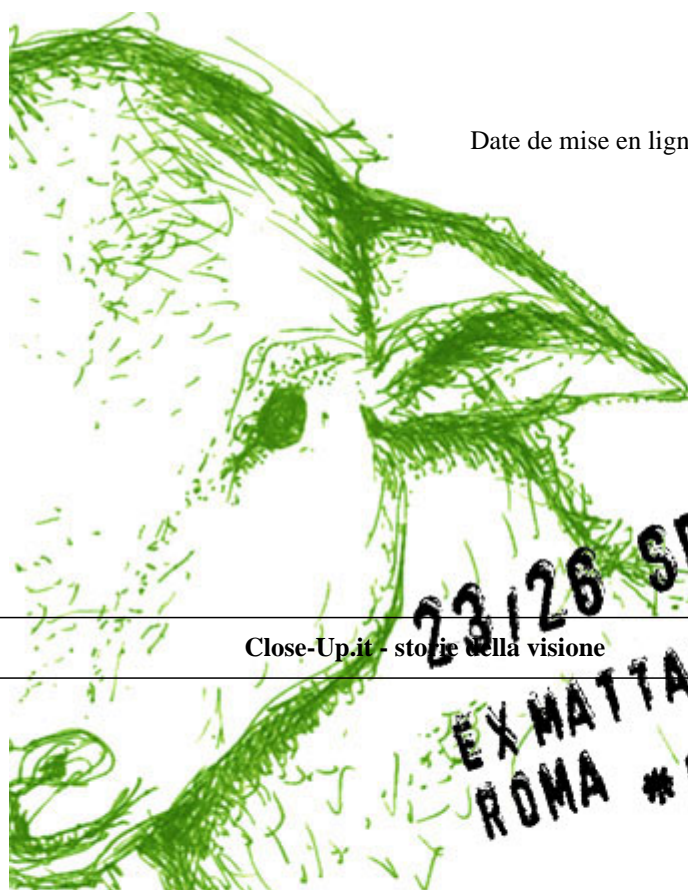 Date de mise en lign
23/26 S
Close-Up.it - storie della visione
EX MATTA
ROMA #